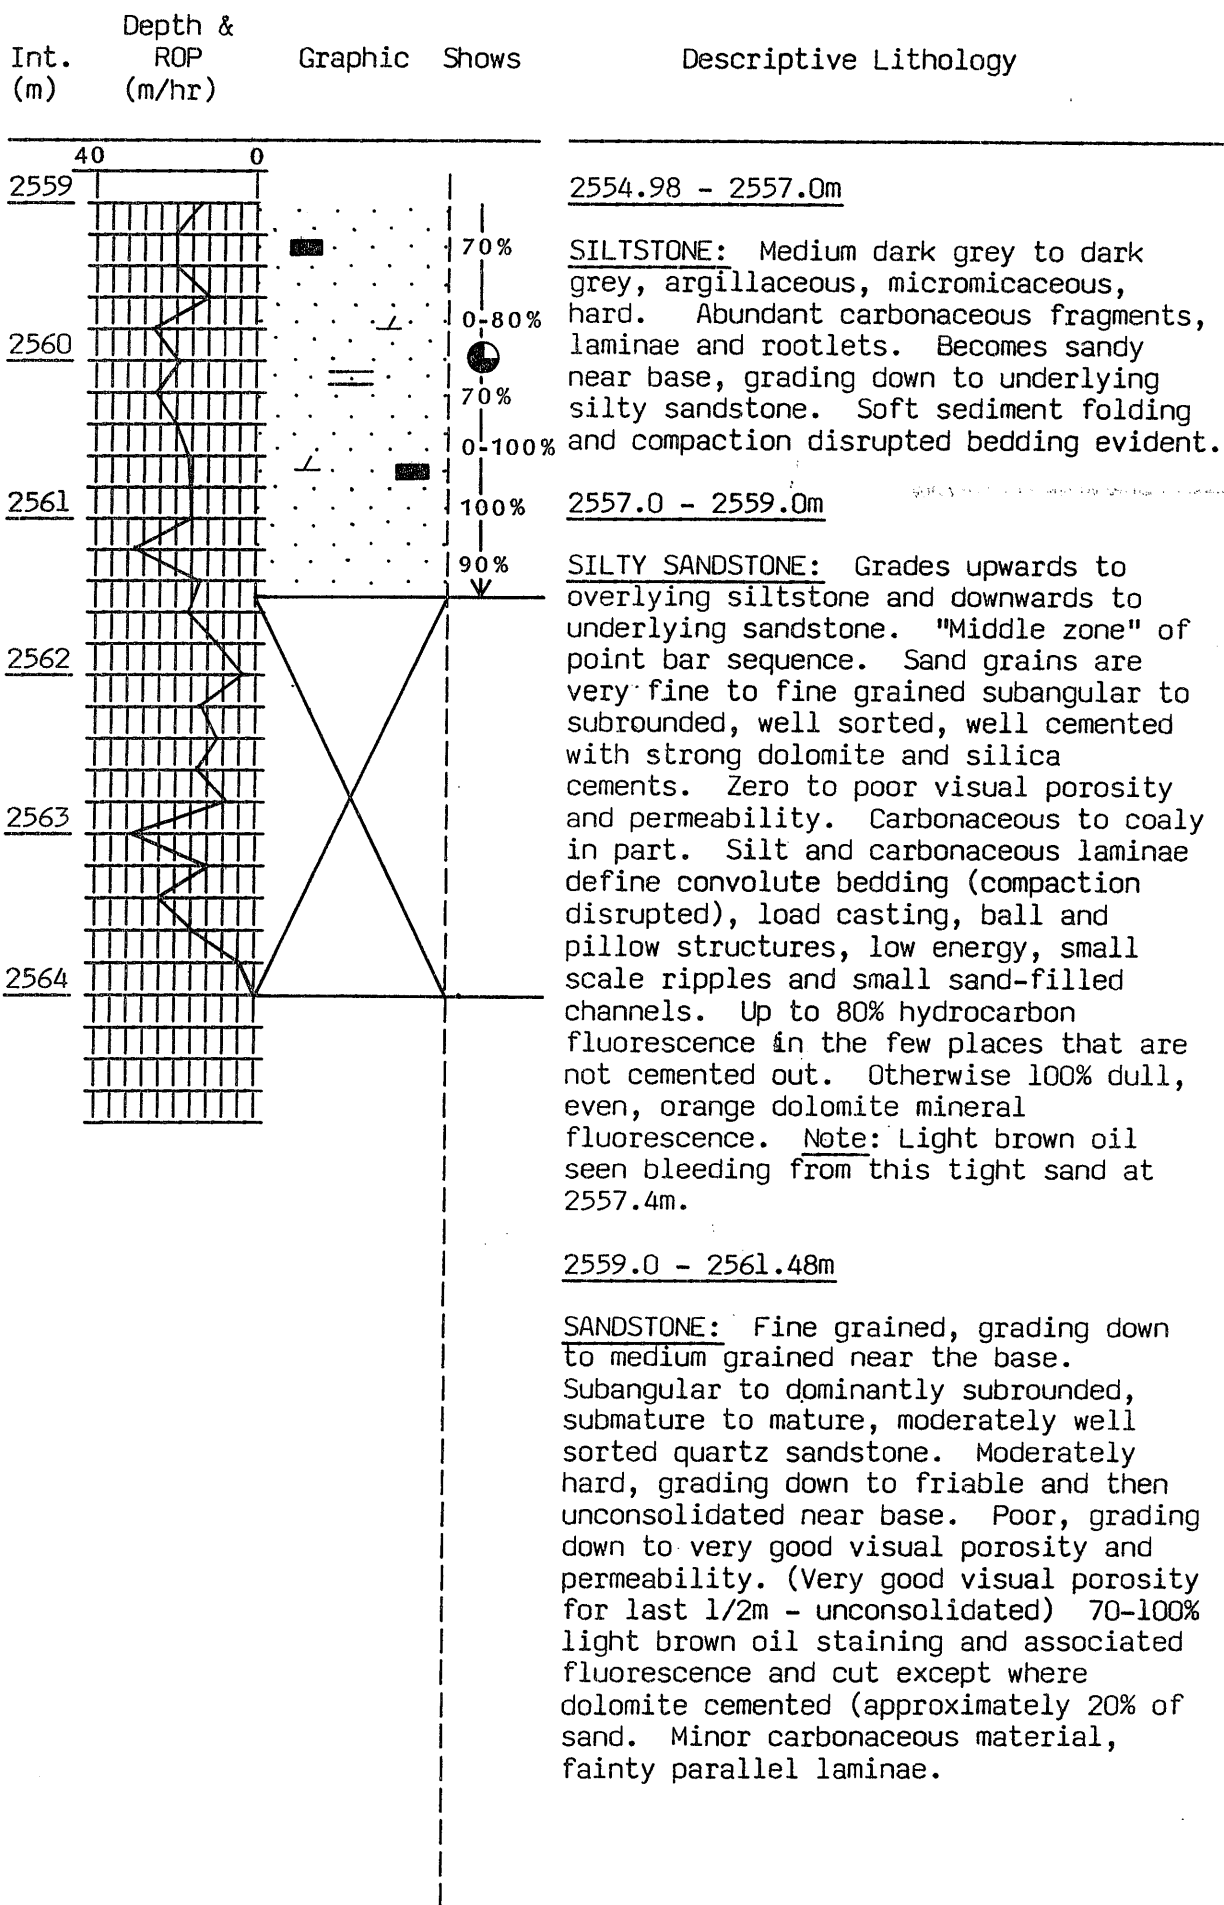 Depth &
Int. ROP Graphic Shows Descriptive Lithology
(m) (m/hr)
40 0
2559
70%
0-80%
2560
70%
0-100%
2561
100%
90%
2562
2563
2564
2554.98 - 2557.0m
SILTSTONE: Medium dark grey to dark
grey, argillaceous, micromicaceous,
hard. Abundant carbonaceous fragments,
laminae and rootlets. Becomes sandy
near base, grading down to underlying
silty sandstone. Soft sediment folding
and compaction disrupted bedding evident.
2557.0 - 2559.0m
SILTY SANDSTONE: Grades upwards to
overlying siltstone and downwards to
underlying sandstone. "Middle zone" of
point bar sequence. Sand grains are
very fine to fine grained subangular to
subrounded, well sorted, well cemented
with strong dolomite and silica
cements. Zero to poor visual porosity
and permeability. Carbonaceous to coaly
in part. Silt and carbonaceous laminae
define convolute bedding (compaction
disrupted), load casting, ball and
pillow structures, low energy, small
scale ripples and small sand-filled
channels. Up to 80% hydrocarbon
fluorescence in the few places that are
not cemented out. Otherwise 100% dull,
even, orange dolomite mineral
fluorescence. Note: Light brown oil
seen bleeding from this tight sand at
2557.4m.
2559.0 - 2561.48m
SANDSTONE: Fine grained, grading down
to medium grained near the base.
Subangular to dominantly subrounded,
submature to mature, moderately well
sorted quartz sandstone. Moderately
hard, grading down to friable and then
unconsolidated near base. Poor, grading
down to very good visual porosity and
permeability. (Very good visual porosity
for last 1/2m - unconsolidated) 70-100%
light brown oil staining and associated
fluorescence and cut except where
dolomite cemented (approximately 20% of
sand. Minor carbonaceous material,
fainty parallel laminae.